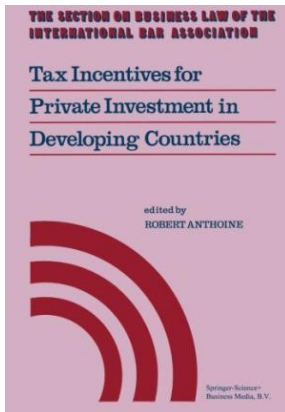 THE SECTION ON BUSINESS LAW OF THE
INTERNATIONAL BAR ASSOCIATION
Tax Incentives for
Private Investment in
Developing Countries
edited by
ROBERT ANTHOINE
Springer-Science+
Business Media, B.V.